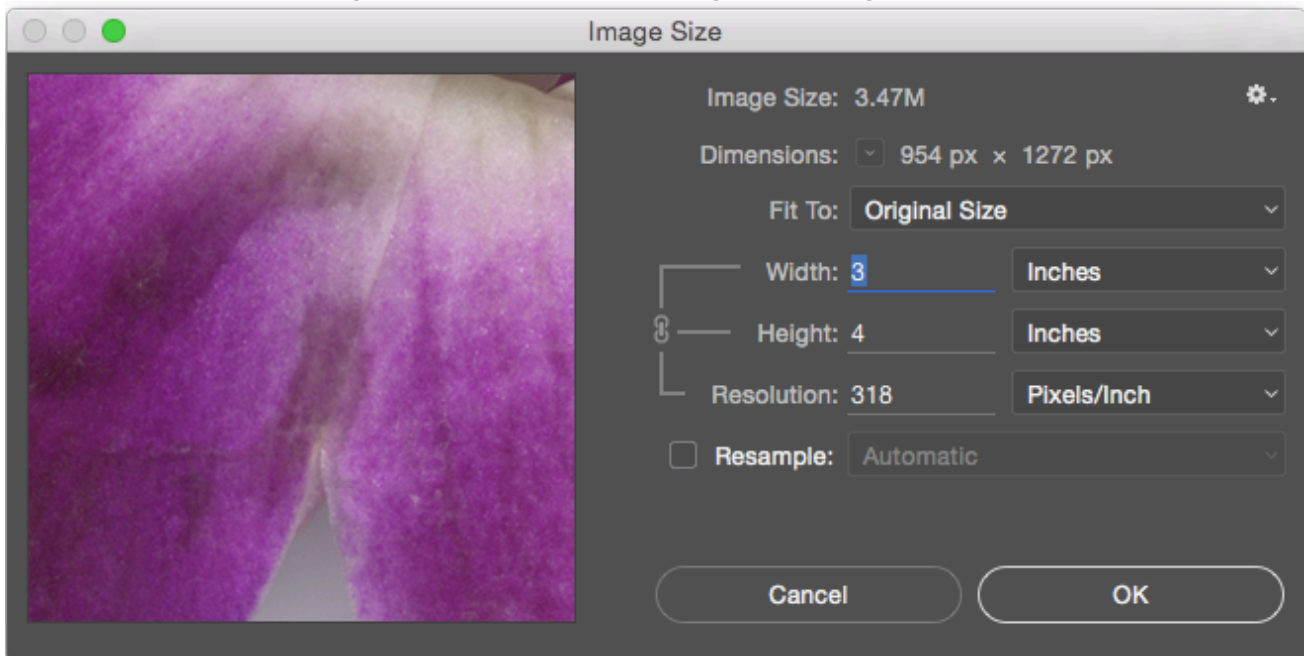 Image Size
Image Size: 3.47M
Dimensions: 954 px × 1272 px
Fit To: Original Size
Width: 3 Inches
Height: 4 Inches
Resolution: 318 Pixels/Inch
Resample: Automatic
Cancel OK